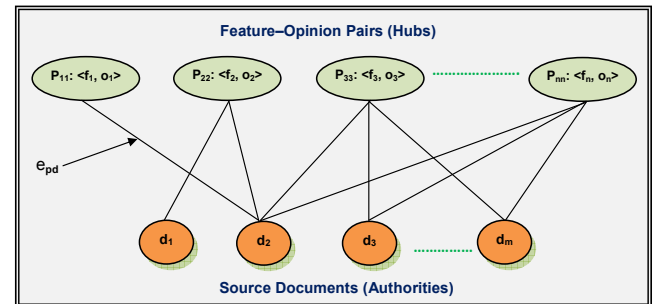 Feature–Opinion Pairs (Hubs)
P11: <f1, o1> P22: <f2, o2> P33: <f3, o3> Pnn: <fn, on>
epd
d1 d2 d3 dm
Source Documents (Authorities)